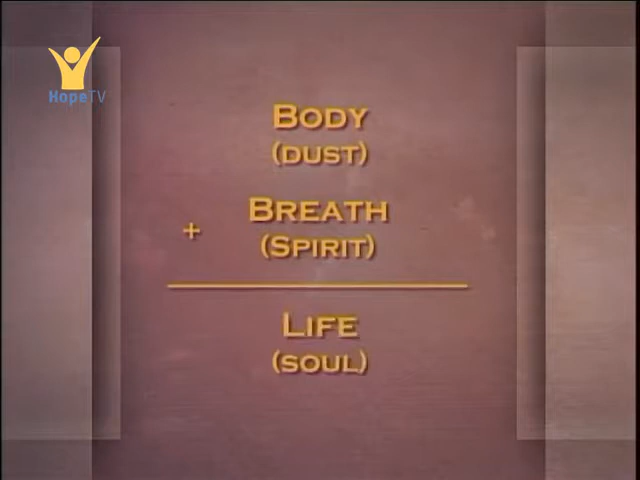 HopeTV
BODY
(DUST)
+ BREATH
(SPIRIT)
LIFE
(SOUL)